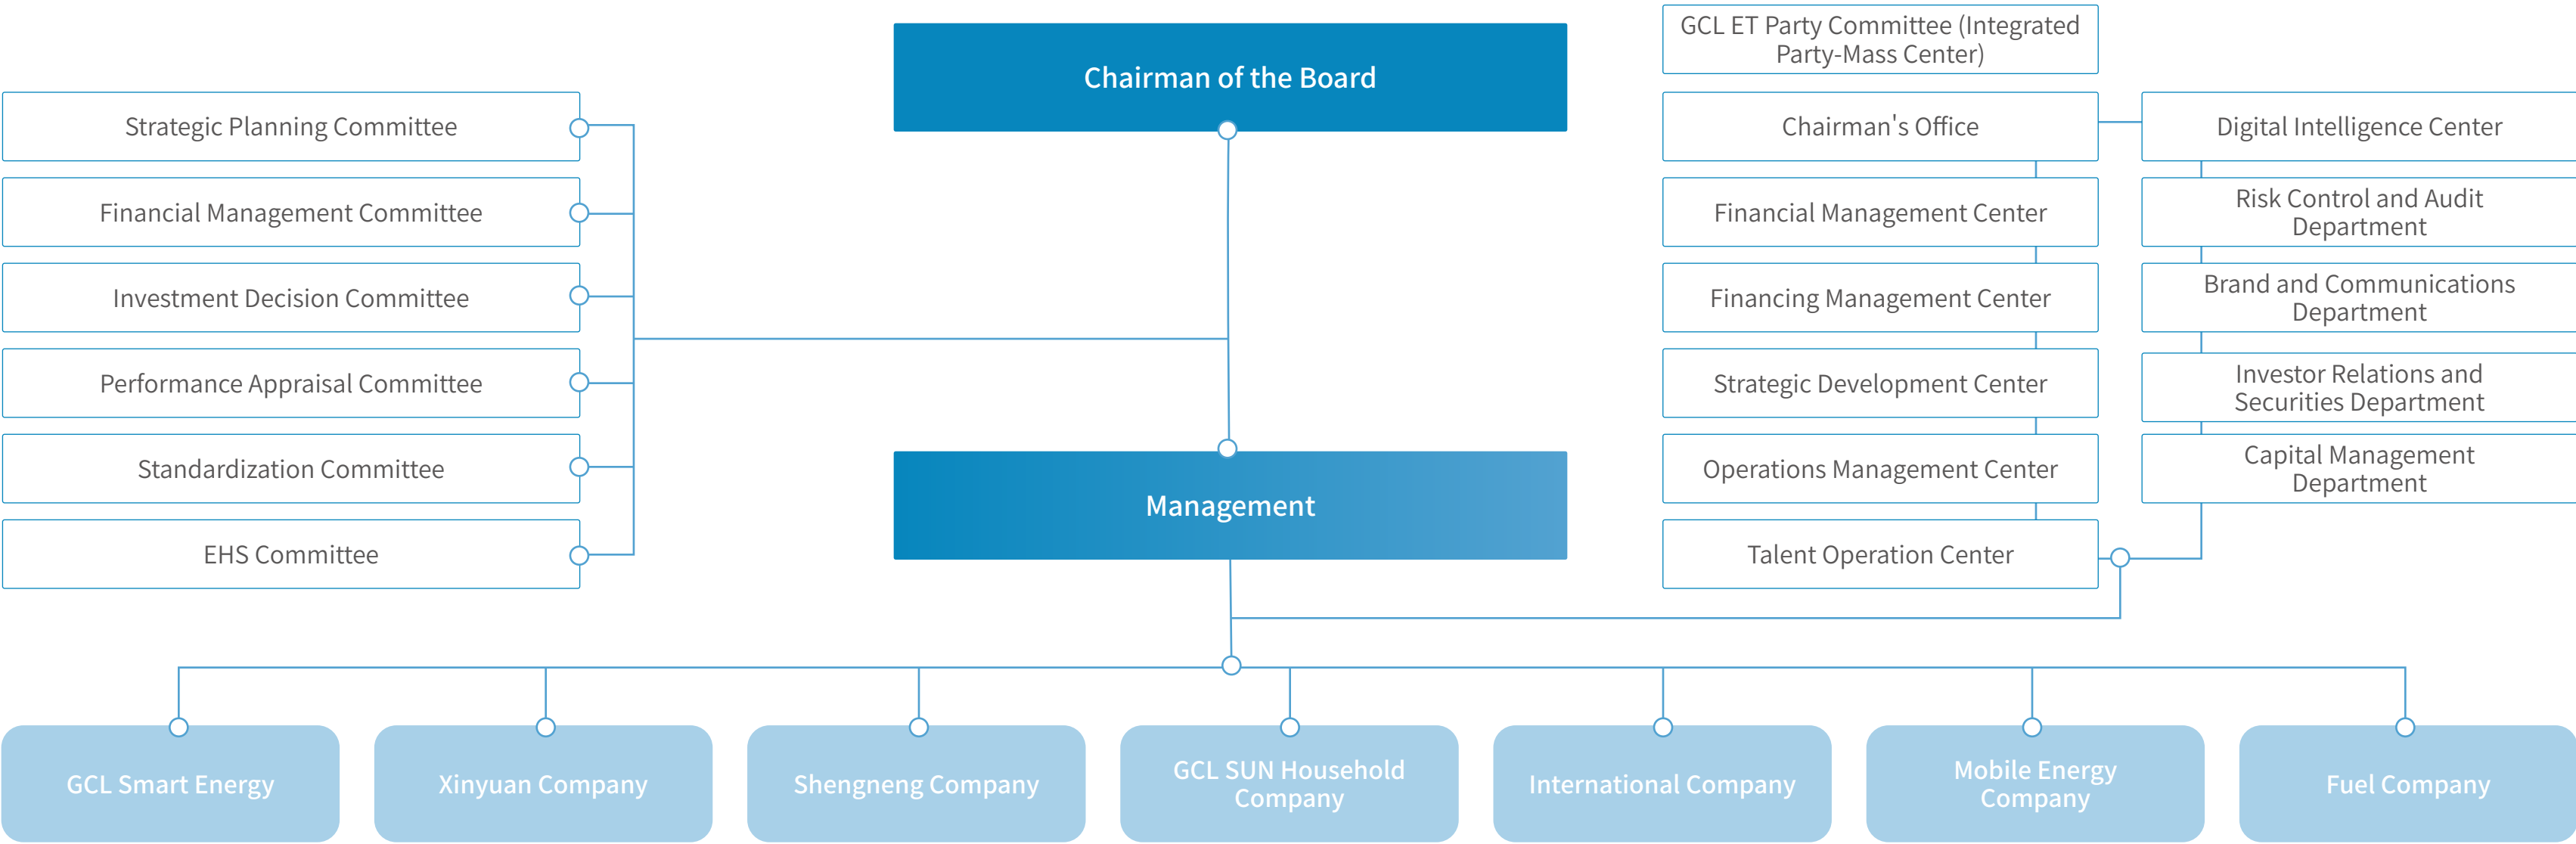 Chairman of the Board
Strategic Planning Committee
Financial Management Committee
Investment Decision Committee
Performance Appraisal Committee
Standardization Committee
EHS Committee
Management
GCL ET Party Committee (Integrated
Party-Mass Center)
Chairman's Office
Financial Management Center
Financing Management Center
Strategic Development Center
Operations Management Center
Talent Operation Center
Digital Intelligence Center
Risk Control and Audit
Department
Brand and Communications
Department
Investor Relations and
Securities Department
Capital Management
Department
GCL Smart Energy
Xinyuan Company
Shengneng Company
GCL SUN Household
Company
International Company
Mobile Energy
Company
Fuel Company